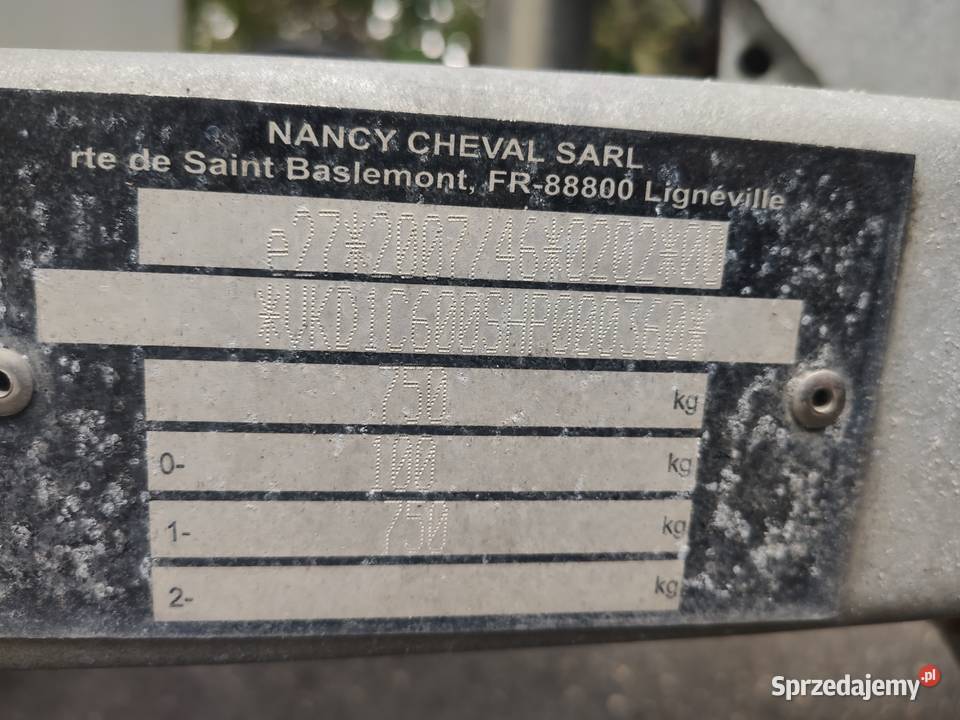 NANCY CHEVAL SARL
rte de Saint Baslemont, FR-88800 Lignéville
e27*2007/46*0202*00
*VKD1C600SHP000360*
750 kg
0- 100 kg
1- 750 kg
2- kg
Sprzedajemy.pl